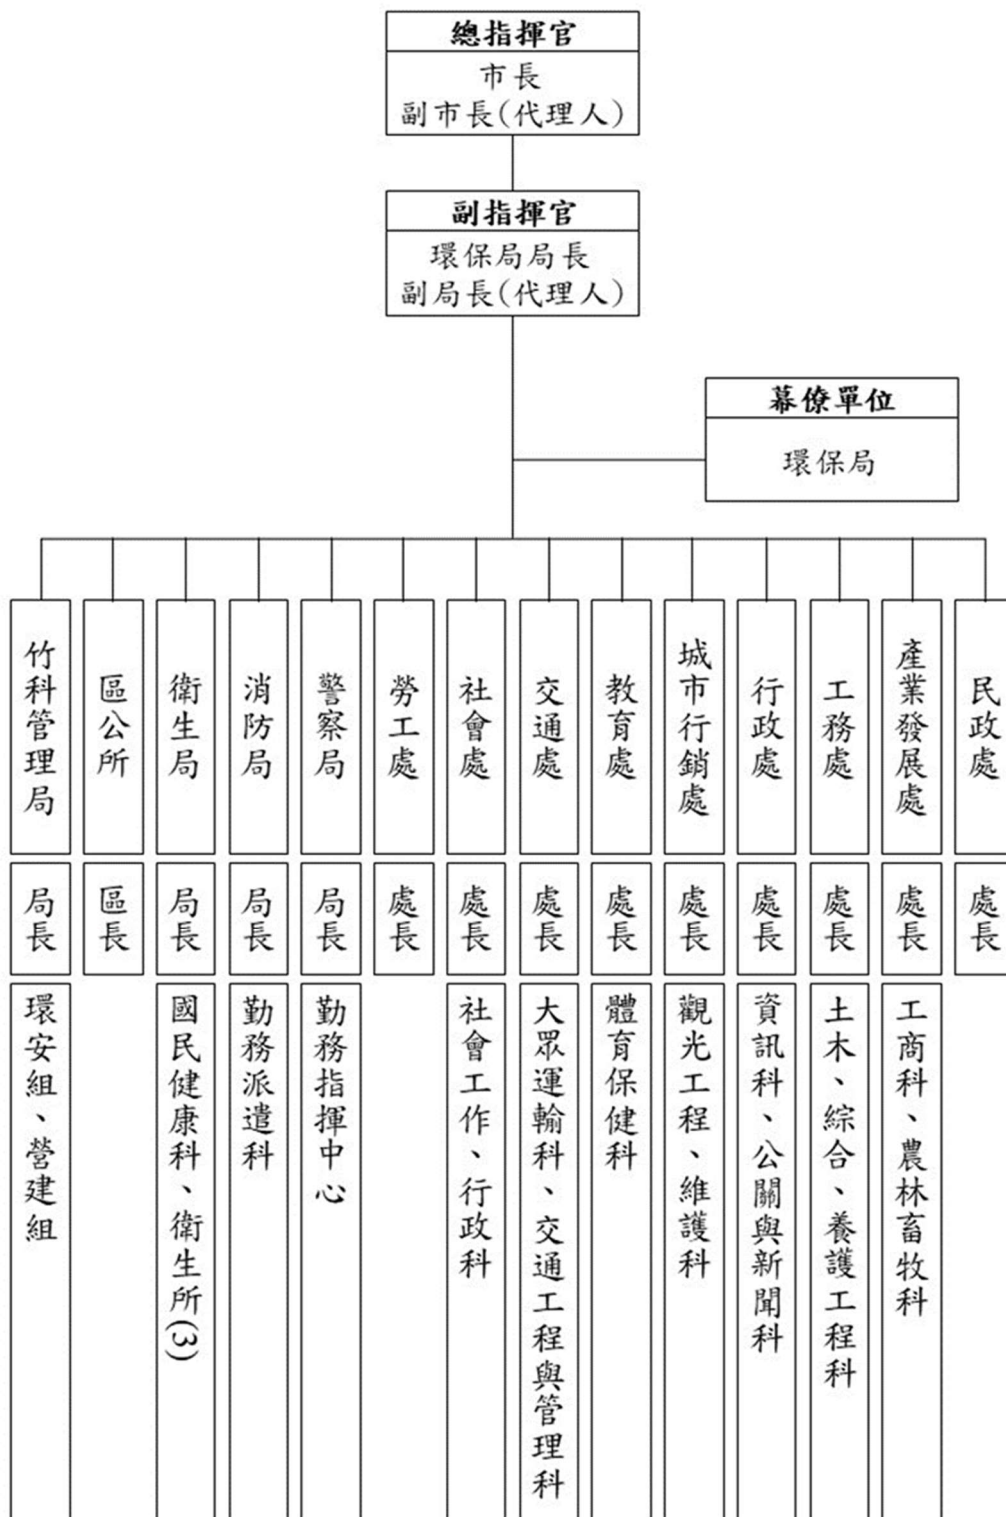 總指揮官
市長
副市長(代理人)
副指揮官
環保局局長
副局長(代理人)
幕僚單位
環保局
竹科管理局
區公所
衛生局
消防局
警察局
勞工處
社會處
交通處
教育處
城市行銷處
行政處
工務處
產業發展處
民政處
局長
區長
局長
局長
局長
處長
處長
處長
處長
處長
處長
處長
處長
處長
環安組、營建組
國民健康科、衛生所(3)
勤務派遣科
勤務指揮中心
社會工作、行政科
大眾運輸科、交通工程與管理科
體育保健科
觀光工程、維護科
資訊科、公關與新聞科
土木、綜合、養護工程科
工商科、農林畜牧科